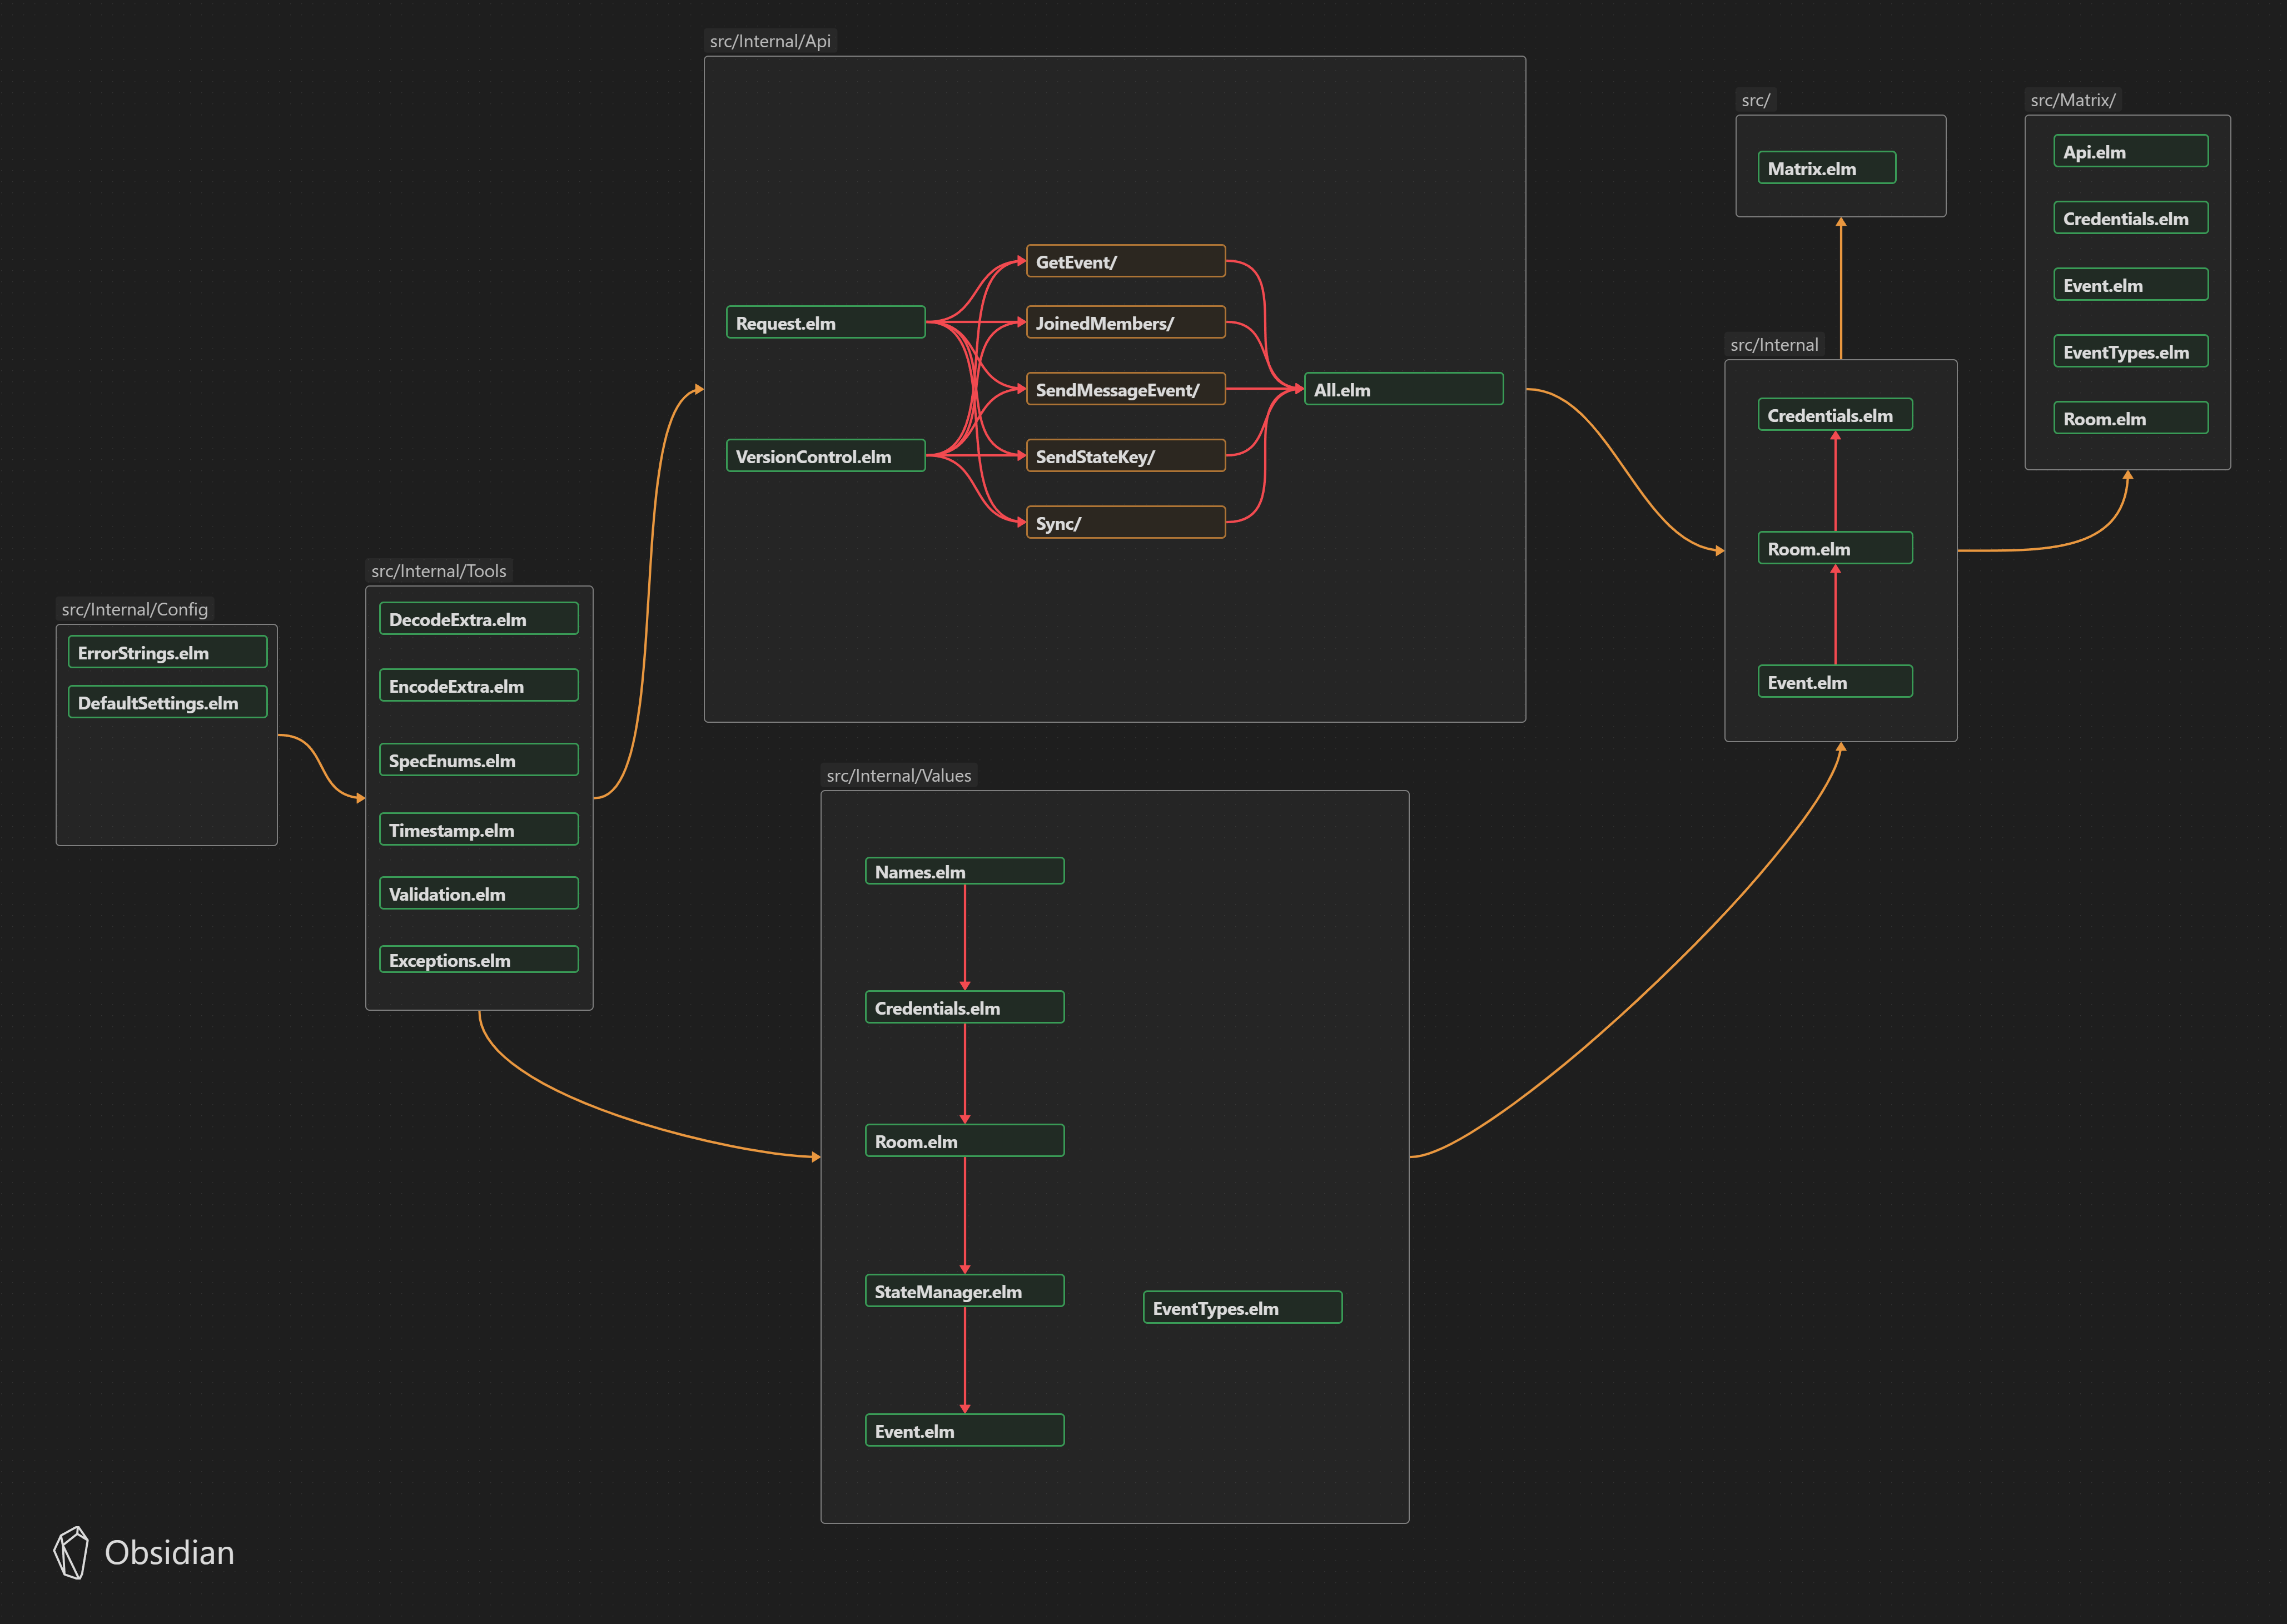 src/Internal/Api
Request.elm
VersionControl.elm
GetEvent/
JoinedMembers/
SendMessageEvent/
SendStateKey/
Sync/
All.elm
src/
Matrix.elm
src/Matrix/
Api.elm
Credentials.elm
Event.elm
EventTypes.elm
Room.elm
src/Internal
Credentials.elm
Room.elm
Event.elm
src/Internal/Config
ErrorStrings.elm
DefaultSettings.elm
src/Internal/Tools
DecodeExtra.elm
EncodeExtra.elm
SpecEnums.elm
Timestamp.elm
Validation.elm
Exceptions.elm
src/Internal/Values
Names.elm
Credentials.elm
Room.elm
StateManager.elm
EventTypes.elm
Event.elm
Obsidian